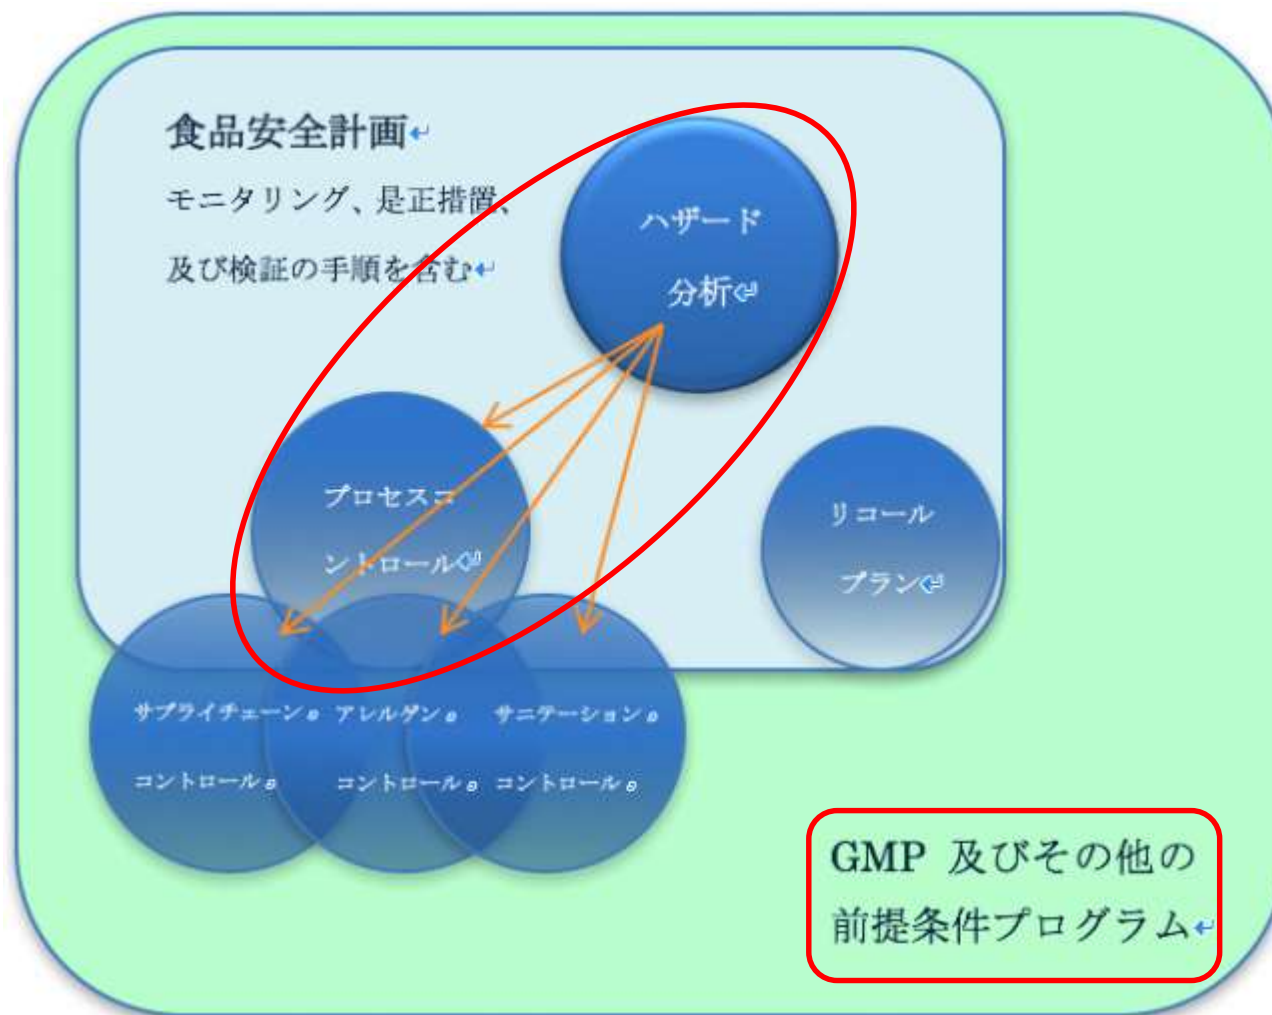 食品安全計画
モニタリング、是正措置、
及び検証の手順を含む
ハザード
分析
プロセスコ
ントロール
リコール
プラン
サプライチェーン
コントロール
アレルゲン
コントロール
サニテーション
コントロール
GMP 及びその他の
前提条件プログラム